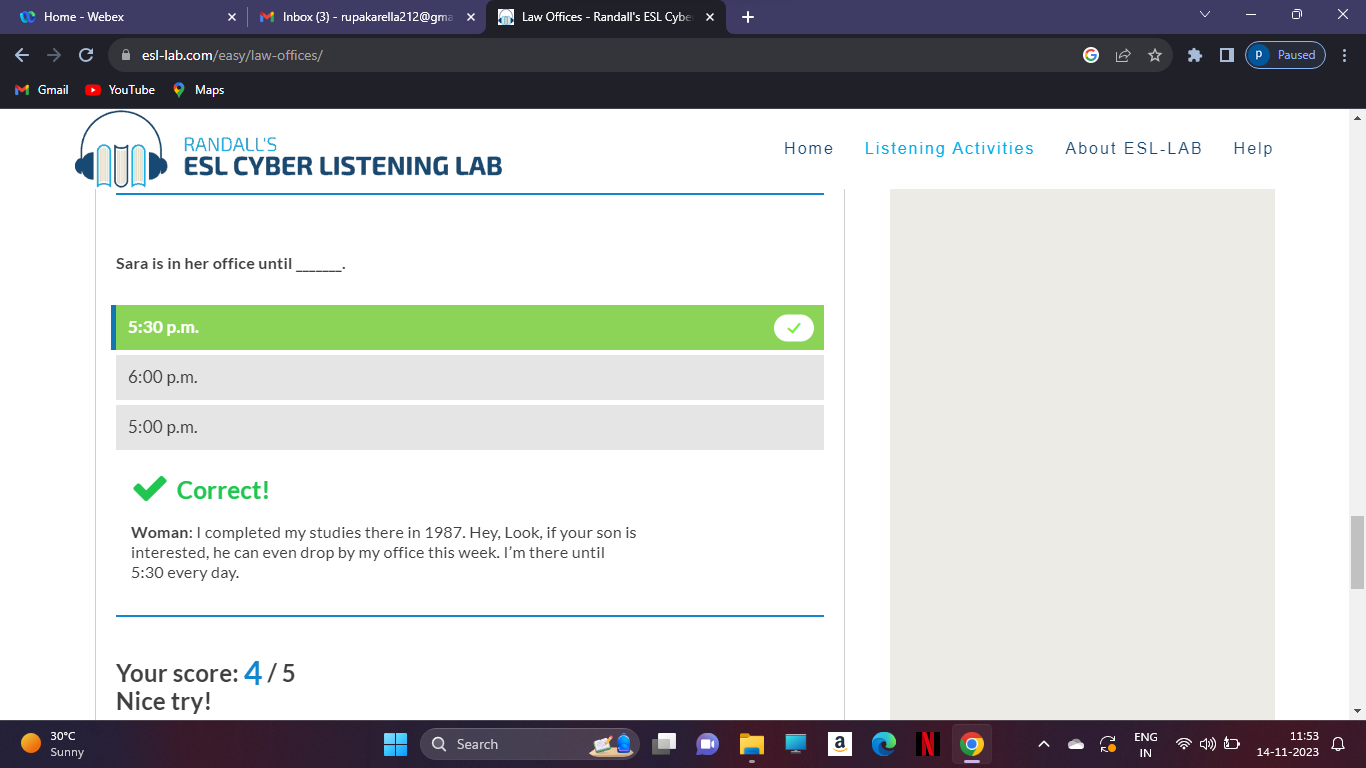 Home - Webex
Inbox (3) - rupakarella212@gma
Law Offices - Randall's ESL Cybe
esl-lab.com/easy/law-offices/
p Paused
Gmail YouTube Maps
RANDALL'S
ESL CYBER LISTENING LAB
Home Listening Activities About ESL-LAB Help
Sara is in her office until _______.
5:30 p.m.
6:00 p.m.
5:00 p.m.
Correct!
Woman: I completed my studies there in 1987. Hey, Look, if your son is
interested, he can even drop by my office this week. I'm there until
5:30 every day.
Your score: 4 / 5
Nice try!
30°C
Sunny
Search
ENG
IN
11:53
14-11-2023